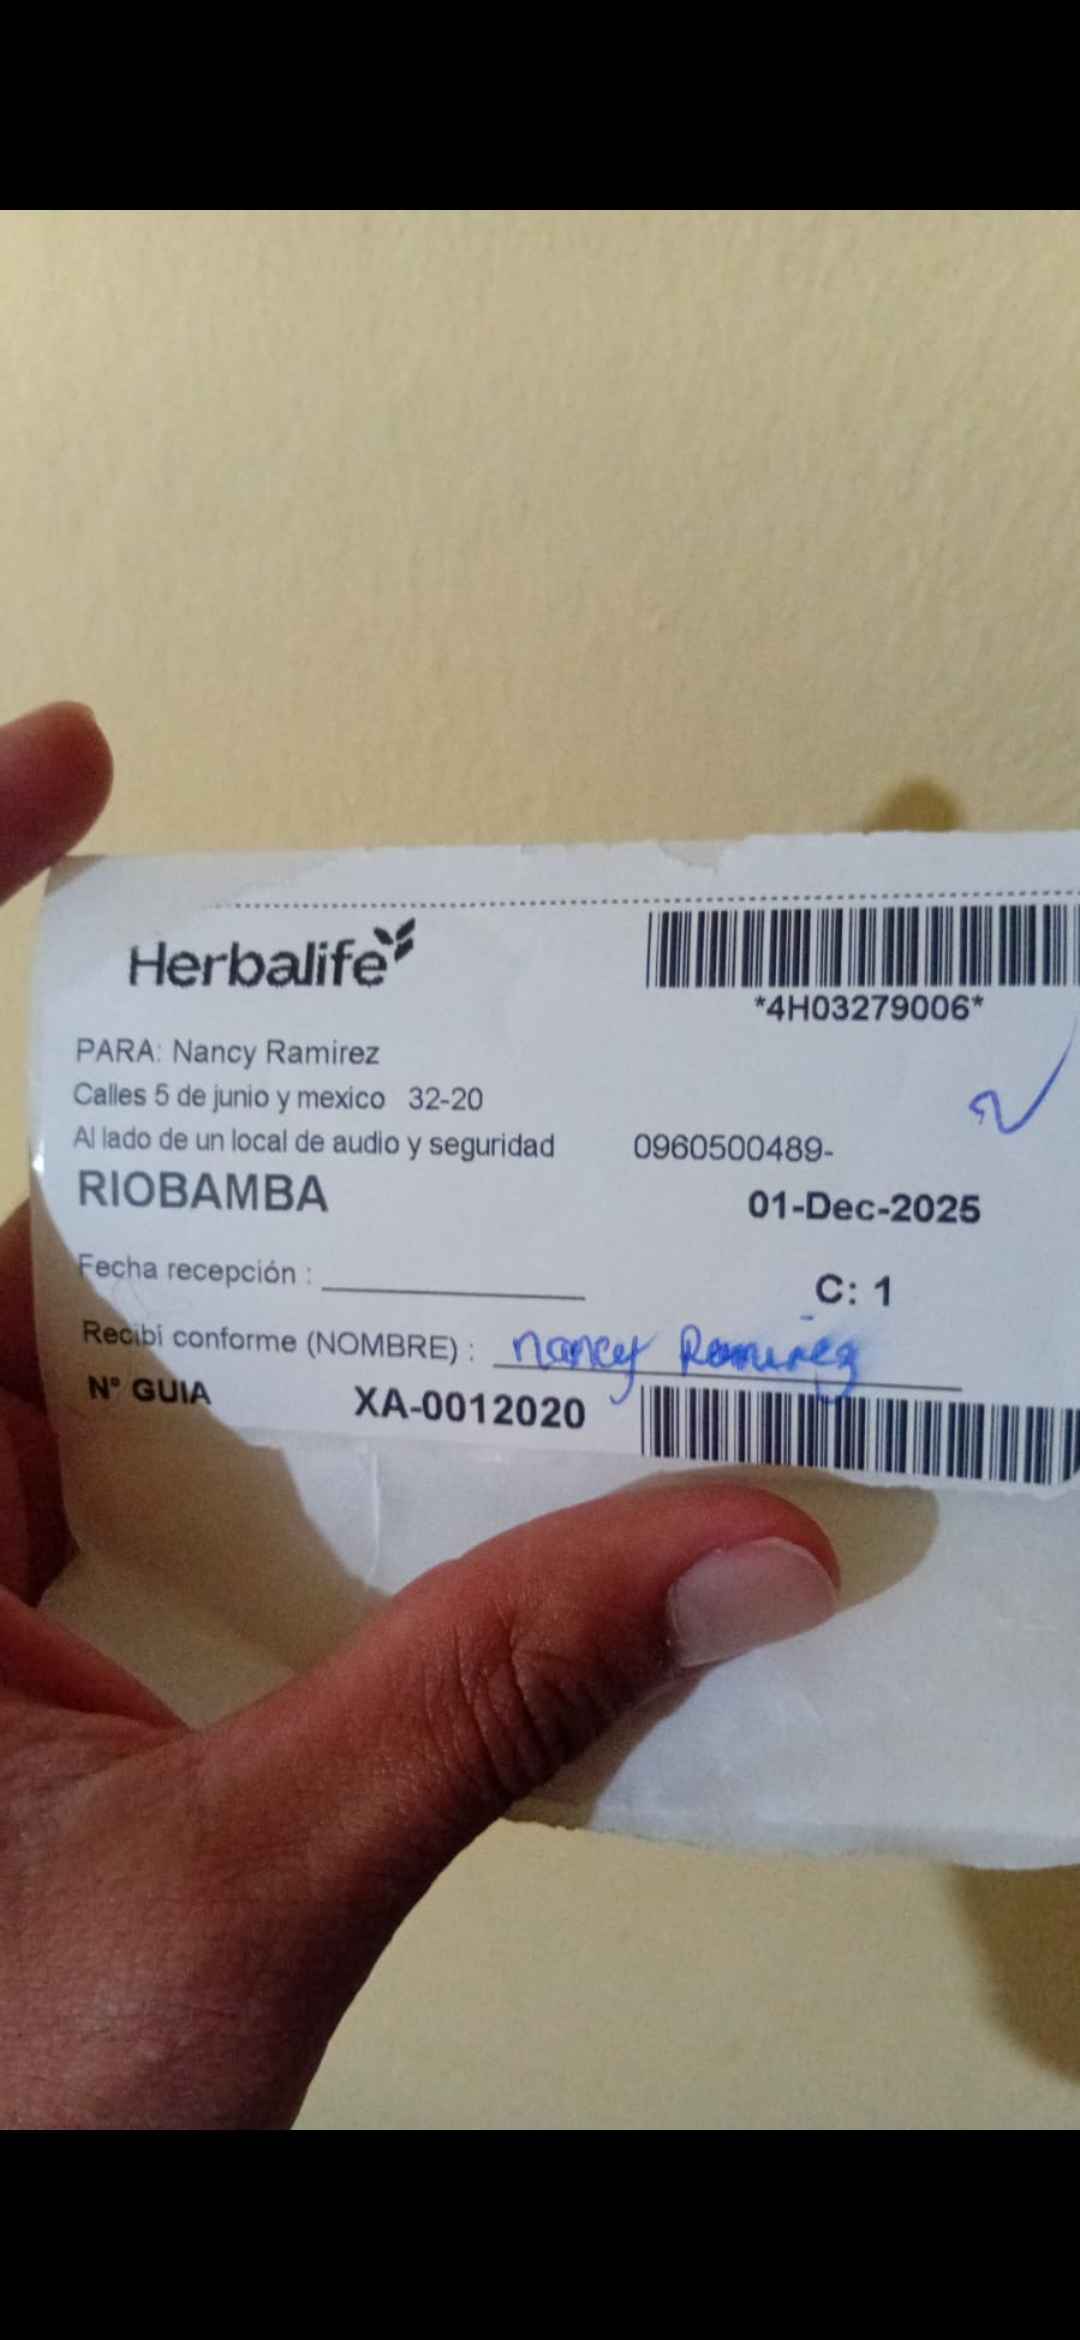 Herbalife
*4H03279006*
PARA: Nancy Ramirez
Calles 5 de junio y mexico 32-20
Al lado de un local de audio y seguridad 0960500489-
RIOBAMBA
01-Dec-2025
Fecha recepción :
C: 1
Recibi conforme (NOMBRE) : nancy Ramirez
N° GUIA XA-0012020